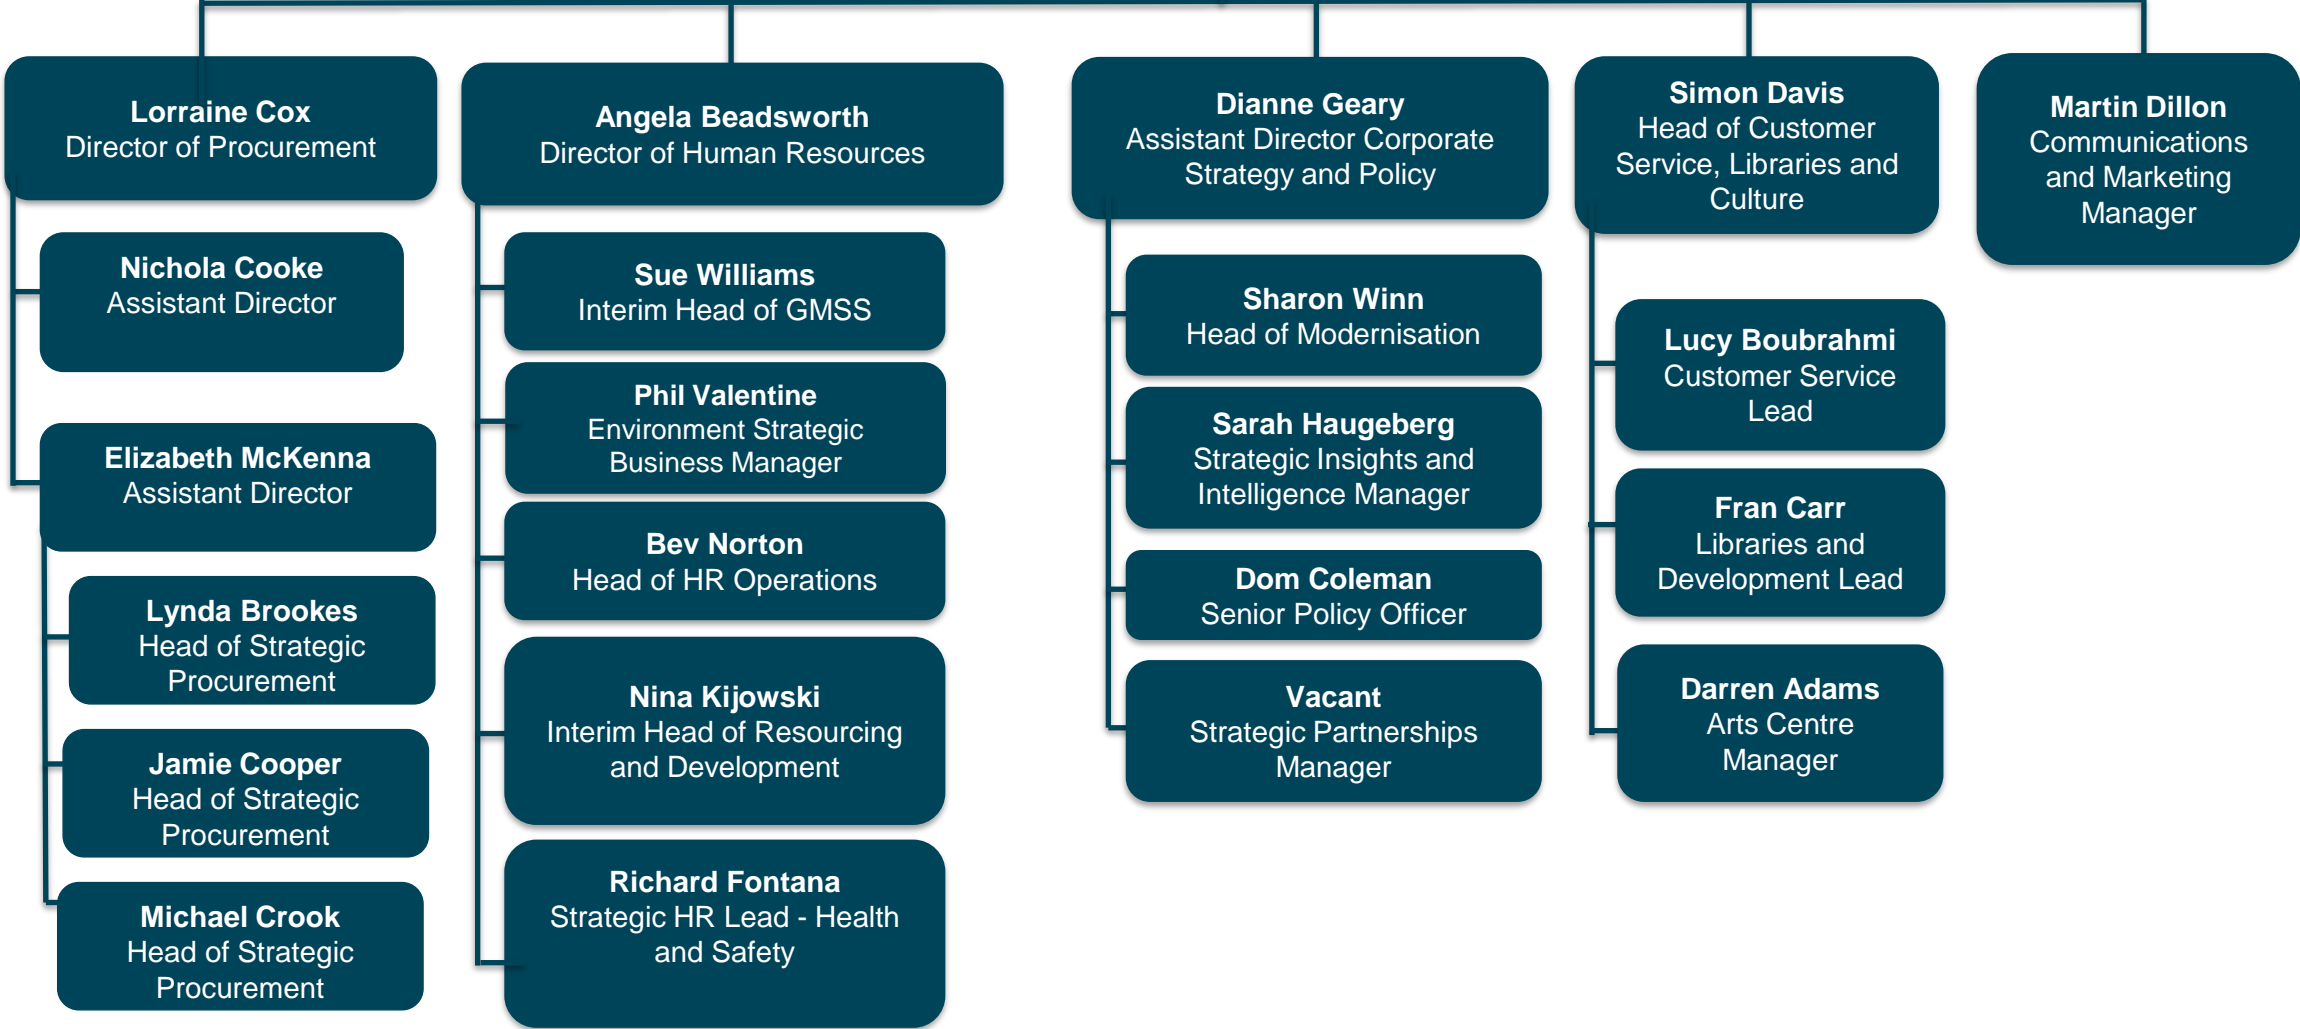 Lorraine Cox
Director of Procurement
Nichola Cooke
Assistant Director
Elizabeth McKenna
Assistant Director
Lynda Brookes
Head of Strategic
Procurement
Jamie Cooper
Head of Strategic
Procurement
Michael Crook
Head of Strategic
Procurement
Angela Beadsworth
Director of Human Resources
Sue Williams
Interim Head of GMSS
Phil Valentine
Environment Strategic
Business Manager
Bev Norton
Head of HR Operations
Nina Kijowski
Interim Head of Resourcing
and Development
Richard Fontana
Strategic HR Lead - Health
and Safety
Dianne Geary
Assistant Director Corporate
Strategy and Policy
Sharon Winn
Head of Modernisation
Sarah Haugeberg
Strategic Insights and
Intelligence Manager
Dom Coleman
Senior Policy Officer
Vacant
Strategic Partnerships
Manager
Simon Davis
Head of Customer
Service, Libraries and
Culture
Lucy Boubrahmi
Customer Service
Lead
Fran Carr
Libraries and
Development Lead
Darren Adams
Arts Centre
Manager
Martin Dillon
Communications
and Marketing
Manager